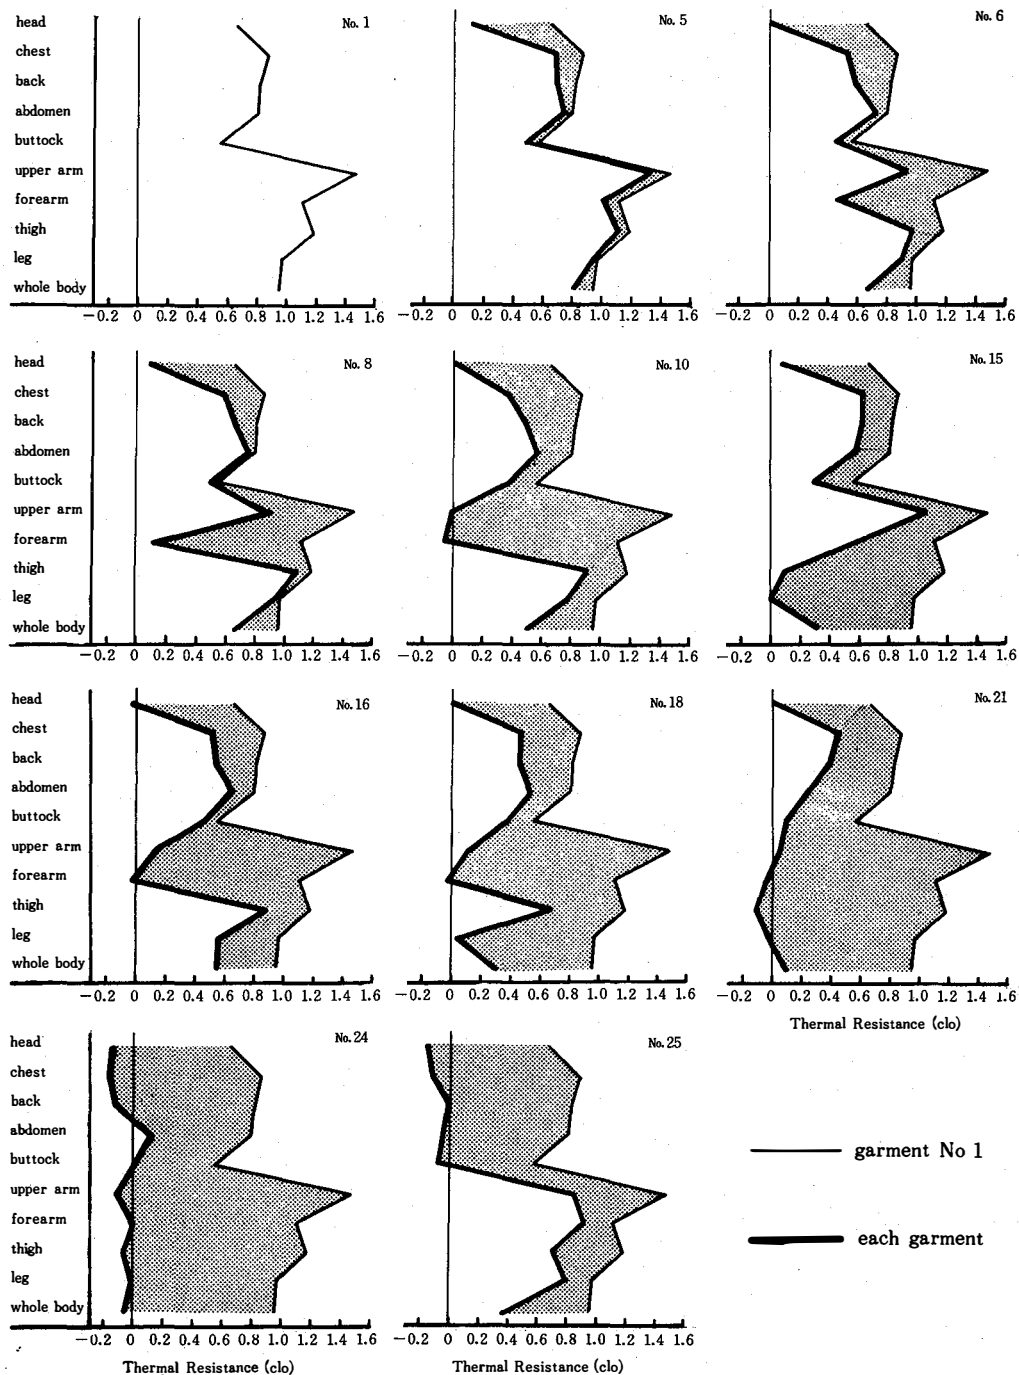 head No. 1 No. 5 No. 6
chest
back
abdomen
buttock
upper arm
forearm
thigh
leg
whole body
−0.2 0 0.2 0.4 0.6 0.8 1.0 1.2 1.4 1.6 −0.2 0 0.2 0.4 0.6 0.8 1.0 1.2 1.4 1.6 −0.2 0 0.2 0.4 0.6 0.8 1.0 1.2 1.4 1.6
head No. 8 No. 10 No. 15
chest
back
abdomen
buttock
upper arm
forearm
thigh
leg
whole body
−0.2 0 0.2 0.4 0.6 0.8 1.0 1.2 1.4 1.6 −0.2 0 0.2 0.4 0.6 0.8 1.0 1.2 1.4 1.6 −0.2 0 0.2 0.4 0.6 0.8 1.0 1.2 1.4 1.6
head No. 16 No. 18 No. 21
chest
back
abdomen
buttock
upper arm
forearm
thigh
leg
whole body
−0.2 0 0.2 0.4 0.6 0.8 1.0 1.2 1.4 1.6 −0.2 0 0.2 0.4 0.6 0.8 1.0 1.2 1.4 1.6 −0.2 0 0.2 0.4 0.6 0.8 1.0 1.2 1.4 1.6
Thermal Resistance (clo)
head No. 24 No. 25
chest
back
abdomen
buttock
upper arm
forearm
thigh
leg
whole body
−0.2 0 0.2 0.4 0.6 0.8 1.0 1.2 1.4 1.6 −0.2 0 0.2 0.4 0.6 0.8 1.0 1.2 1.4 1.6
Thermal Resistance (clo) Thermal Resistance (clo)
garment No 1
each garment